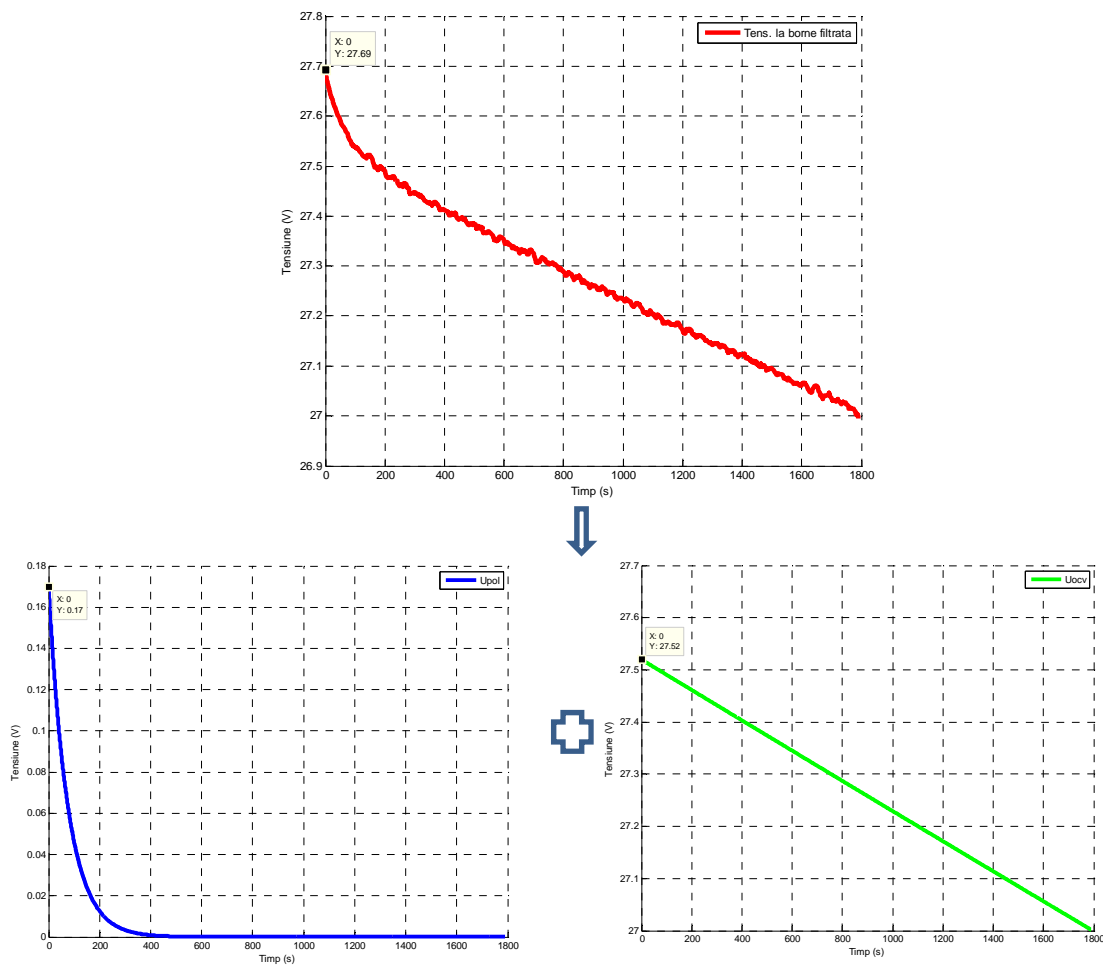 27.8
Tens. la borne filtrata
X: 0
Y: 27.69
27.7
27.6
27.5
27.4
27.3
27.2
27.1
27
26.9
Tensiune (V)
0 200 400 600 800 1000 1200 1400 1600 1800
Timp (s)
0.18
Upol
X: 0
Y: 0.17
0.16
0.14
0.12
0.1
0.08
0.06
0.04
0.02
0
Tensiune (V)
0 200 400 600 800 1000 1200 1400 1600 1800
Timp (s)
27.7
Uocv
27.6
X: 0
Y: 27.52
27.5
27.4
27.3
27.2
27.1
27
Tensiune (V)
0 200 400 600 800 1000 1200 1400 1600 1800
Timp (s)